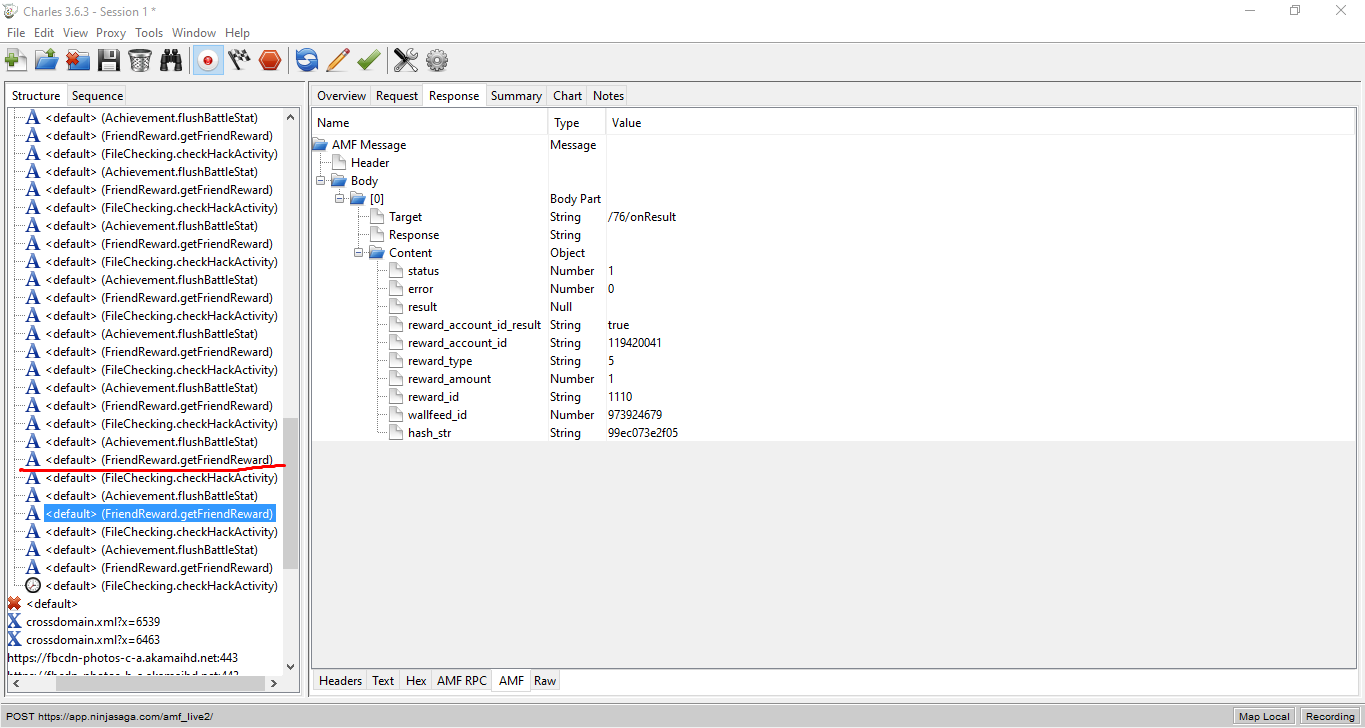 Charles 3.6.3 - Session 1 *
File Edit View Proxy Tools Window Help
Structure Sequence
<default> (Achievement.flushBattleStat)
<default> (FriendReward.getFriendReward)
<default> (FileChecking.checkHackActivity)
<default> (Achievement.flushBattleStat)
<default> (FriendReward.getFriendReward)
<default> (FileChecking.checkHackActivity)
<default> (Achievement.flushBattleStat)
<default> (FriendReward.getFriendReward)
<default> (FileChecking.checkHackActivity)
<default> (Achievement.flushBattleStat)
<default> (FriendReward.getFriendReward)
<default> (FileChecking.checkHackActivity)
<default> (Achievement.flushBattleStat)
<default> (FriendReward.getFriendReward)
<default> (FileChecking.checkHackActivity)
<default> (Achievement.flushBattleStat)
<default> (FriendReward.getFriendReward)
<default> (FileChecking.checkHackActivity)
<default> (Achievement.flushBattleStat)
<default> (FriendReward.getFriendReward)
<default> (FileChecking.checkHackActivity)
<default> (Achievement.flushBattleStat)
<default> (FriendReward.getFriendReward)
<default> (FileChecking.checkHackActivity)
<default> (Achievement.flushBattleStat)
<default> (FriendReward.getFriendReward)
<default> (FileChecking.checkHackActivity)
<default>
crossdomain.xml?x=6539
crossdomain.xml?x=6463
https://fbcdn-photos-c-a.akamaihd.net:443
Overview Request Response Summary Chart Notes
Name Type Value
AMF Message Message
Header
Body
[0] Body Part
Target String /76/onResult
Response String
Content Object
status Number 1
error Number 0
result Null
reward_account_id_result String true
reward_account_id String 119420041
reward_type String 5
reward_amount Number 1
reward_id String 1110
wallfeed_id Number 973924679
hash_str String 99ec073e2f05
Headers Text Hex AMF RPC AMF Raw
POST https://app.ninjasaga.com/amf_live2/ Map Local Recording